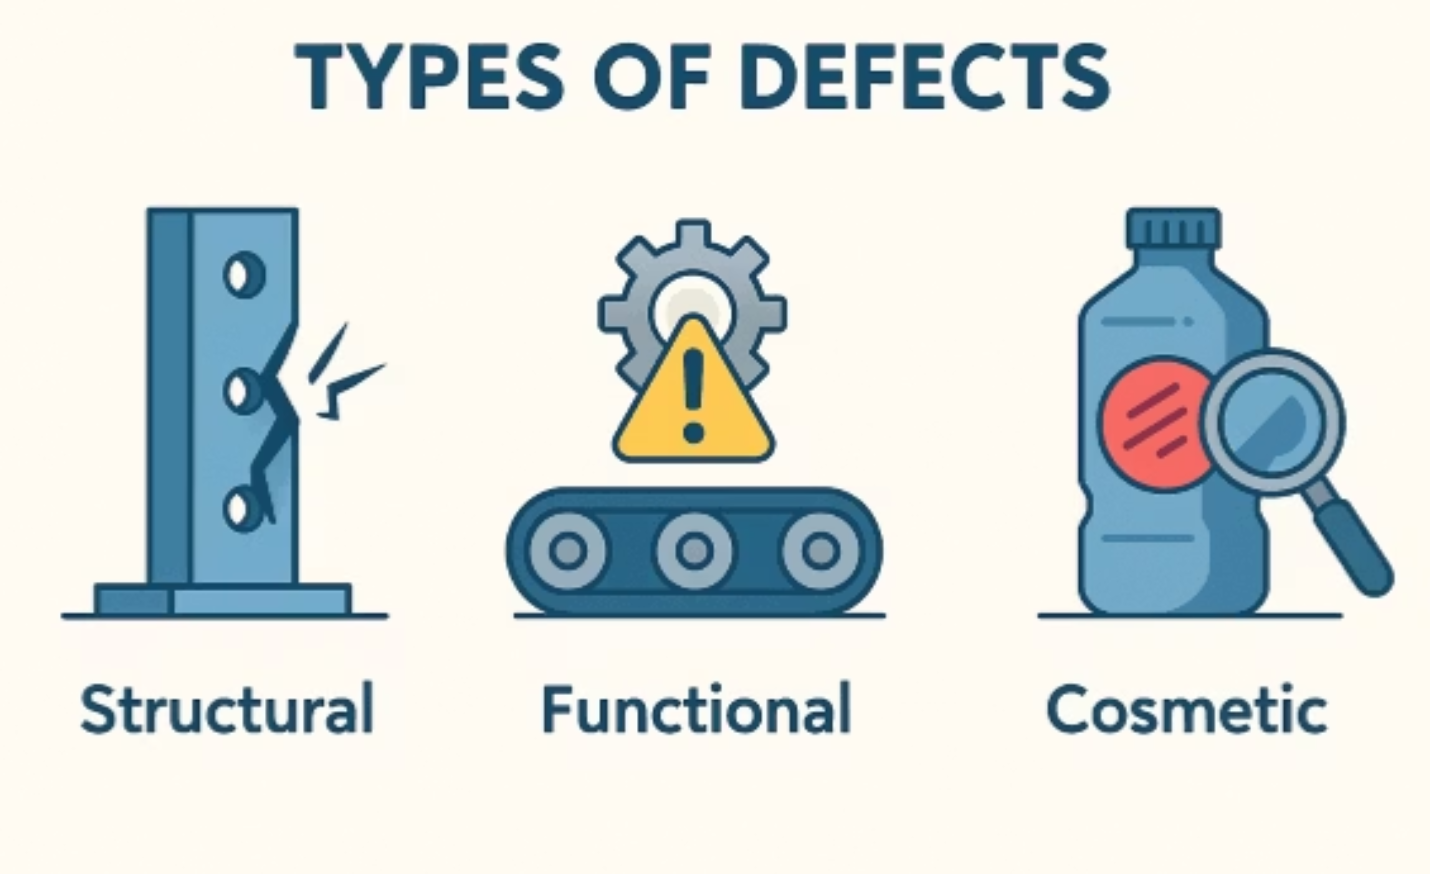 TYPES OF DEFECTS
Structural
Functional
Cosmetic